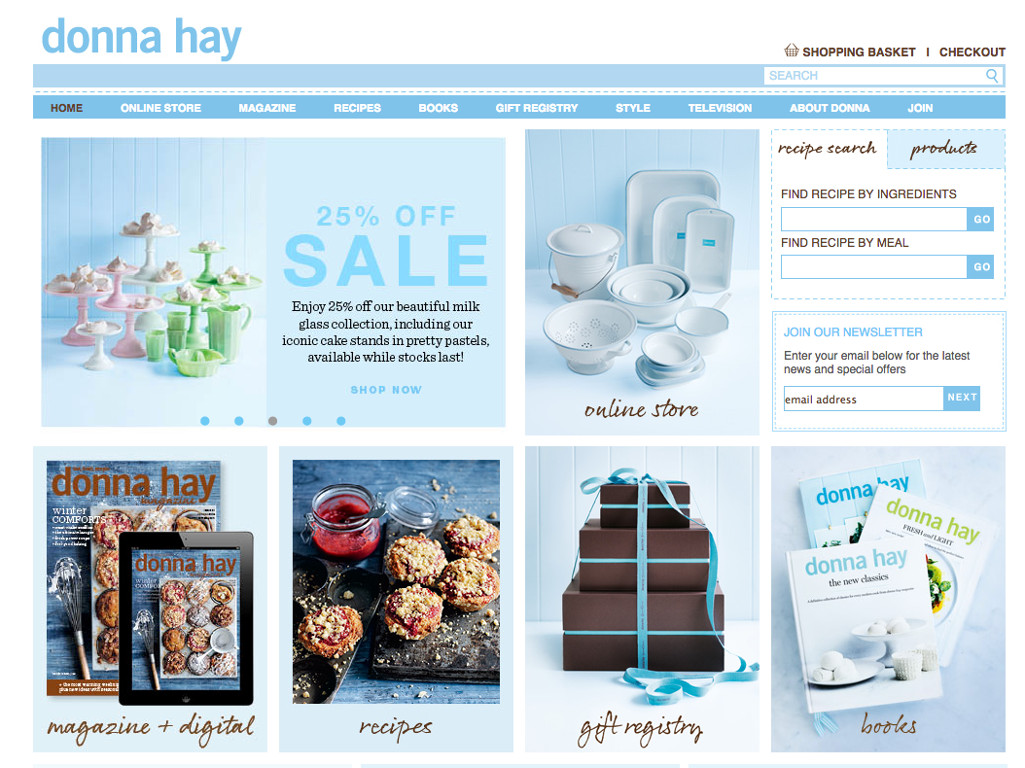 donna hay
SHOPPING BASKET I CHECKOUT
SEARCH
HOME ONLINE STORE MAGAZINE RECIPES BOOKS GIFT REGISTRY STYLE TELEVISION ABOUT DONNA JOIN
25% OFF
SALE
Enjoy 25% off our beautiful milk
glass collection, including our
iconic cake stands in pretty pastels,
available while stocks last!
SHOP NOW
online store
recipe search
products
FIND RECIPE BY INGREDIENTS
GO
FIND RECIPE BY MEAL
GO
JOIN OUR NEWSLETTER
Enter your email below for the latest
news and special offers
email address
NEXT
donna hay
magazine
winter
COMFORTS
donna hay
winter
magazine + digital
recipes
gift registry
donna hay
donna hay
FRESH and LIGHT
donna hay
the new classics
books